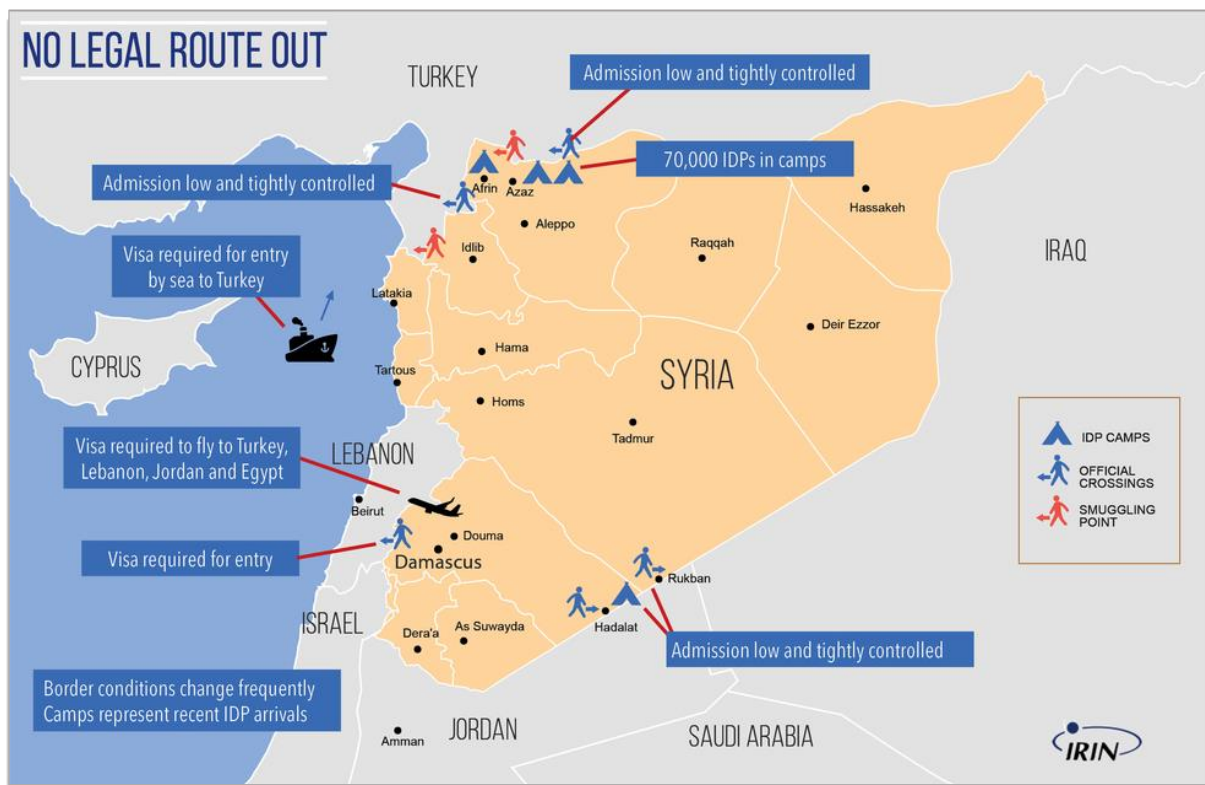 NO LEGAL ROUTE OUT
TURKEY
Admission low and tightly controlled
70,000 IDPs in camps
Admission low and tightly controlled
Afrin
Azaz
Hassakeh
Aleppo
Visa required for entry
by sea to Turkey
Idlib
Raqqah
IRAQ
Latakia
Deir Ezzor
CYPRUS
Hama
SYRIA
Tartous
Homs
Tadmur
Visa required to fly to Turkey,
Lebanon, Jordan and Egypt
LEBANON
IDP CAMPS
OFFICIAL
CROSSINGS
SMUGGLING
POINT
Beirut
Douma
Visa required for entry
Damascus
Rukban
ISRAEL
Hadalat
Dera'a
As Suwayda
Admission low and tightly controlled
Border conditions change frequently
Camps represent recent IDP arrivals
Amman
JORDAN
SAUDI ARABIA
IRIN